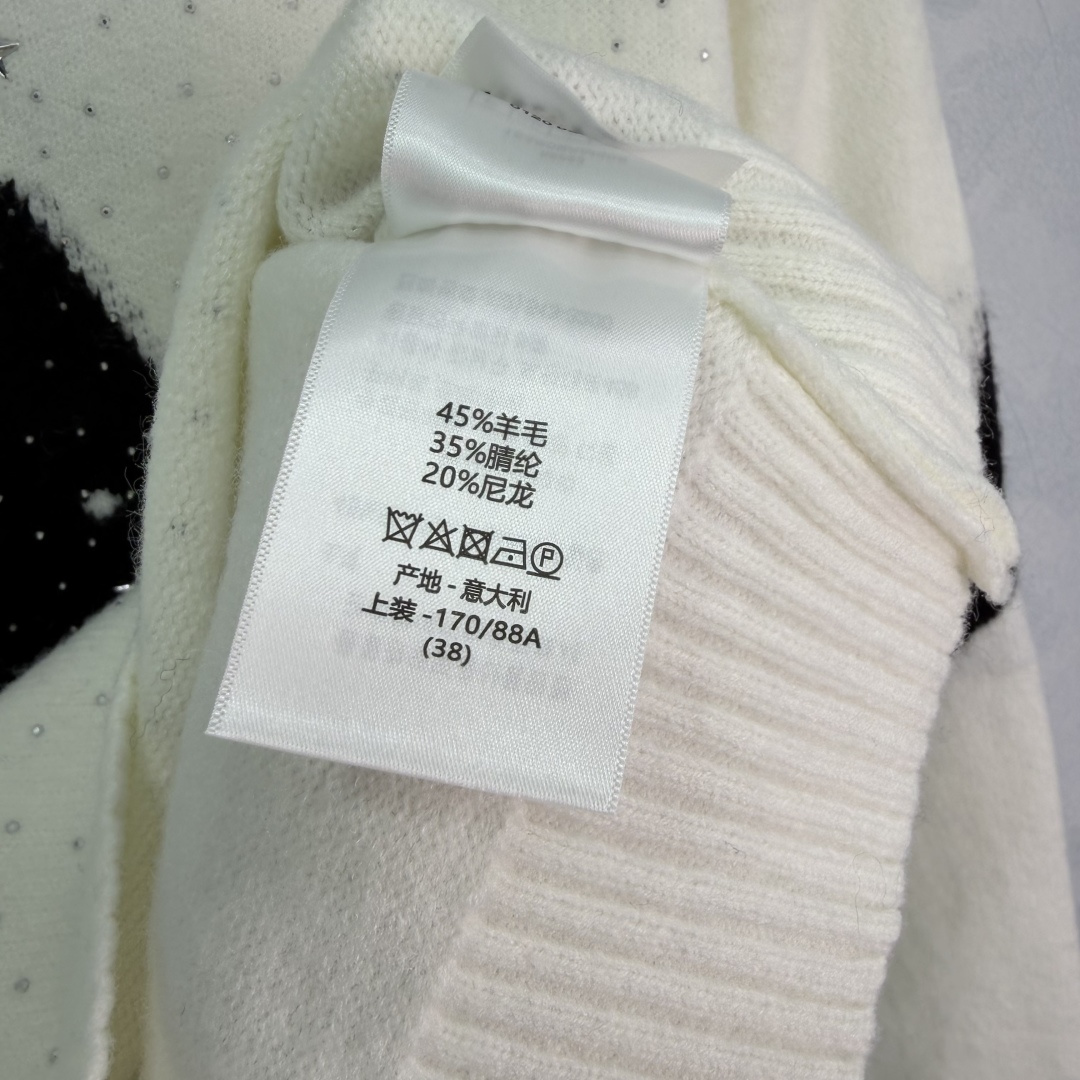 45%羊毛
35%腈纶
20%尼龙
P
产地 - 意大利
上装 -170/88A
(38)